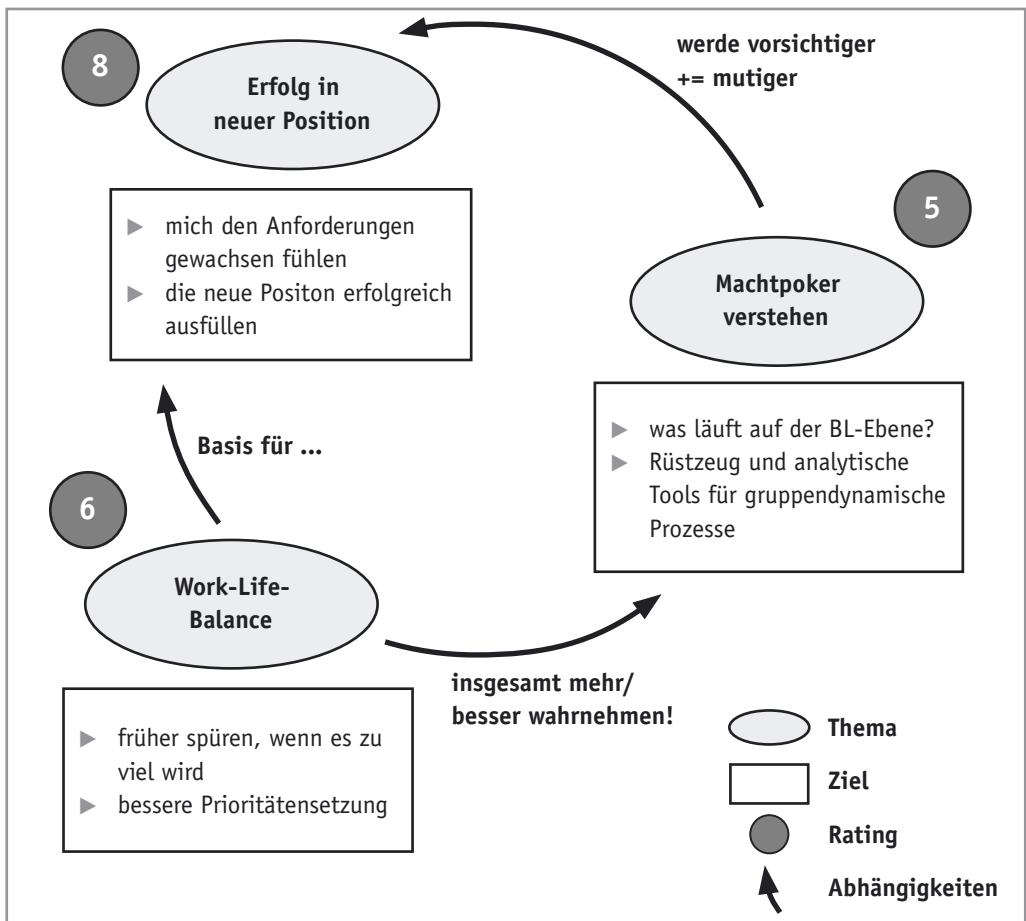 8
Erfolg in
neuer Position
▶ mich den Anforderungen
gewachsen fühlen
▶ die neue Positon erfolgreich
ausfüllen
werde vorsichtiger
+= mutiger
5
Machtpoker
verstehen
▶ was läuft auf der BL-Ebene?
▶ Rüstzeug und analytische
Tools für gruppendynamische
Prozesse
Basis für ...
6
Work-Life-
Balance
▶ früher spüren, wenn es zu
viel wird
▶ bessere Prioritätensetzung
insgesamt mehr/
besser wahrnehmen!
Thema
Ziel
Rating
Abhängigkeiten